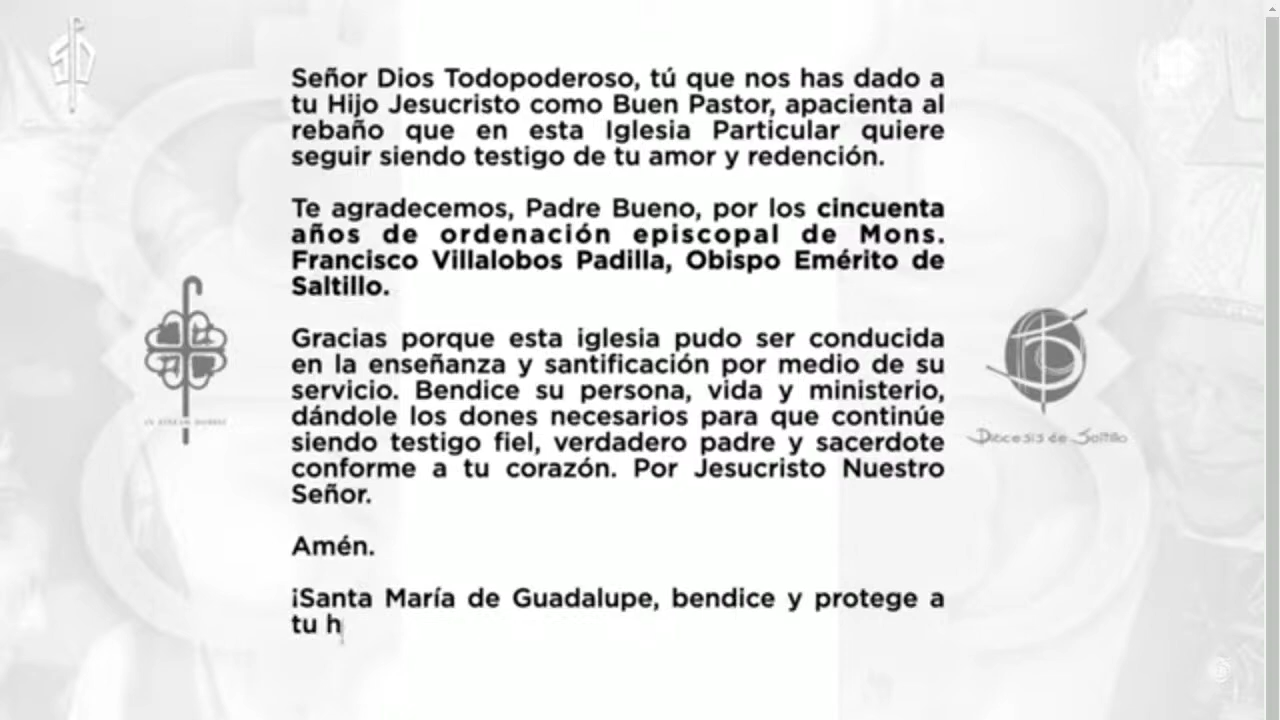 Señor Dios Todopoderoso, tú que nos has dado a
tu Hijo Jesucristo como Buen Pastor, apacienta al
rebaño que en esta Iglesia Particular quiere
seguir siendo testigo de tu amor y redención.
Te agradecemos, Padre Bueno, por los cincuenta
años de ordenación episcopal de Mons.
Francisco Villalobos Padilla, Obispo Emérito de
Saltillo.
Gracias porque esta iglesia pudo ser conducida
en la enseñanza y santificación por medio de su
servicio. Bendice su persona, vida y ministerio,
dándole los dones necesarios para que continúe
siendo testigo fiel, verdadero padre y sacerdote
conforme a tu corazón. Por Jesucristo Nuestro
Señor.
Amén.
¡Santa María de Guadalupe, bendice y protege a
tu h
Diócesis de Saltillo